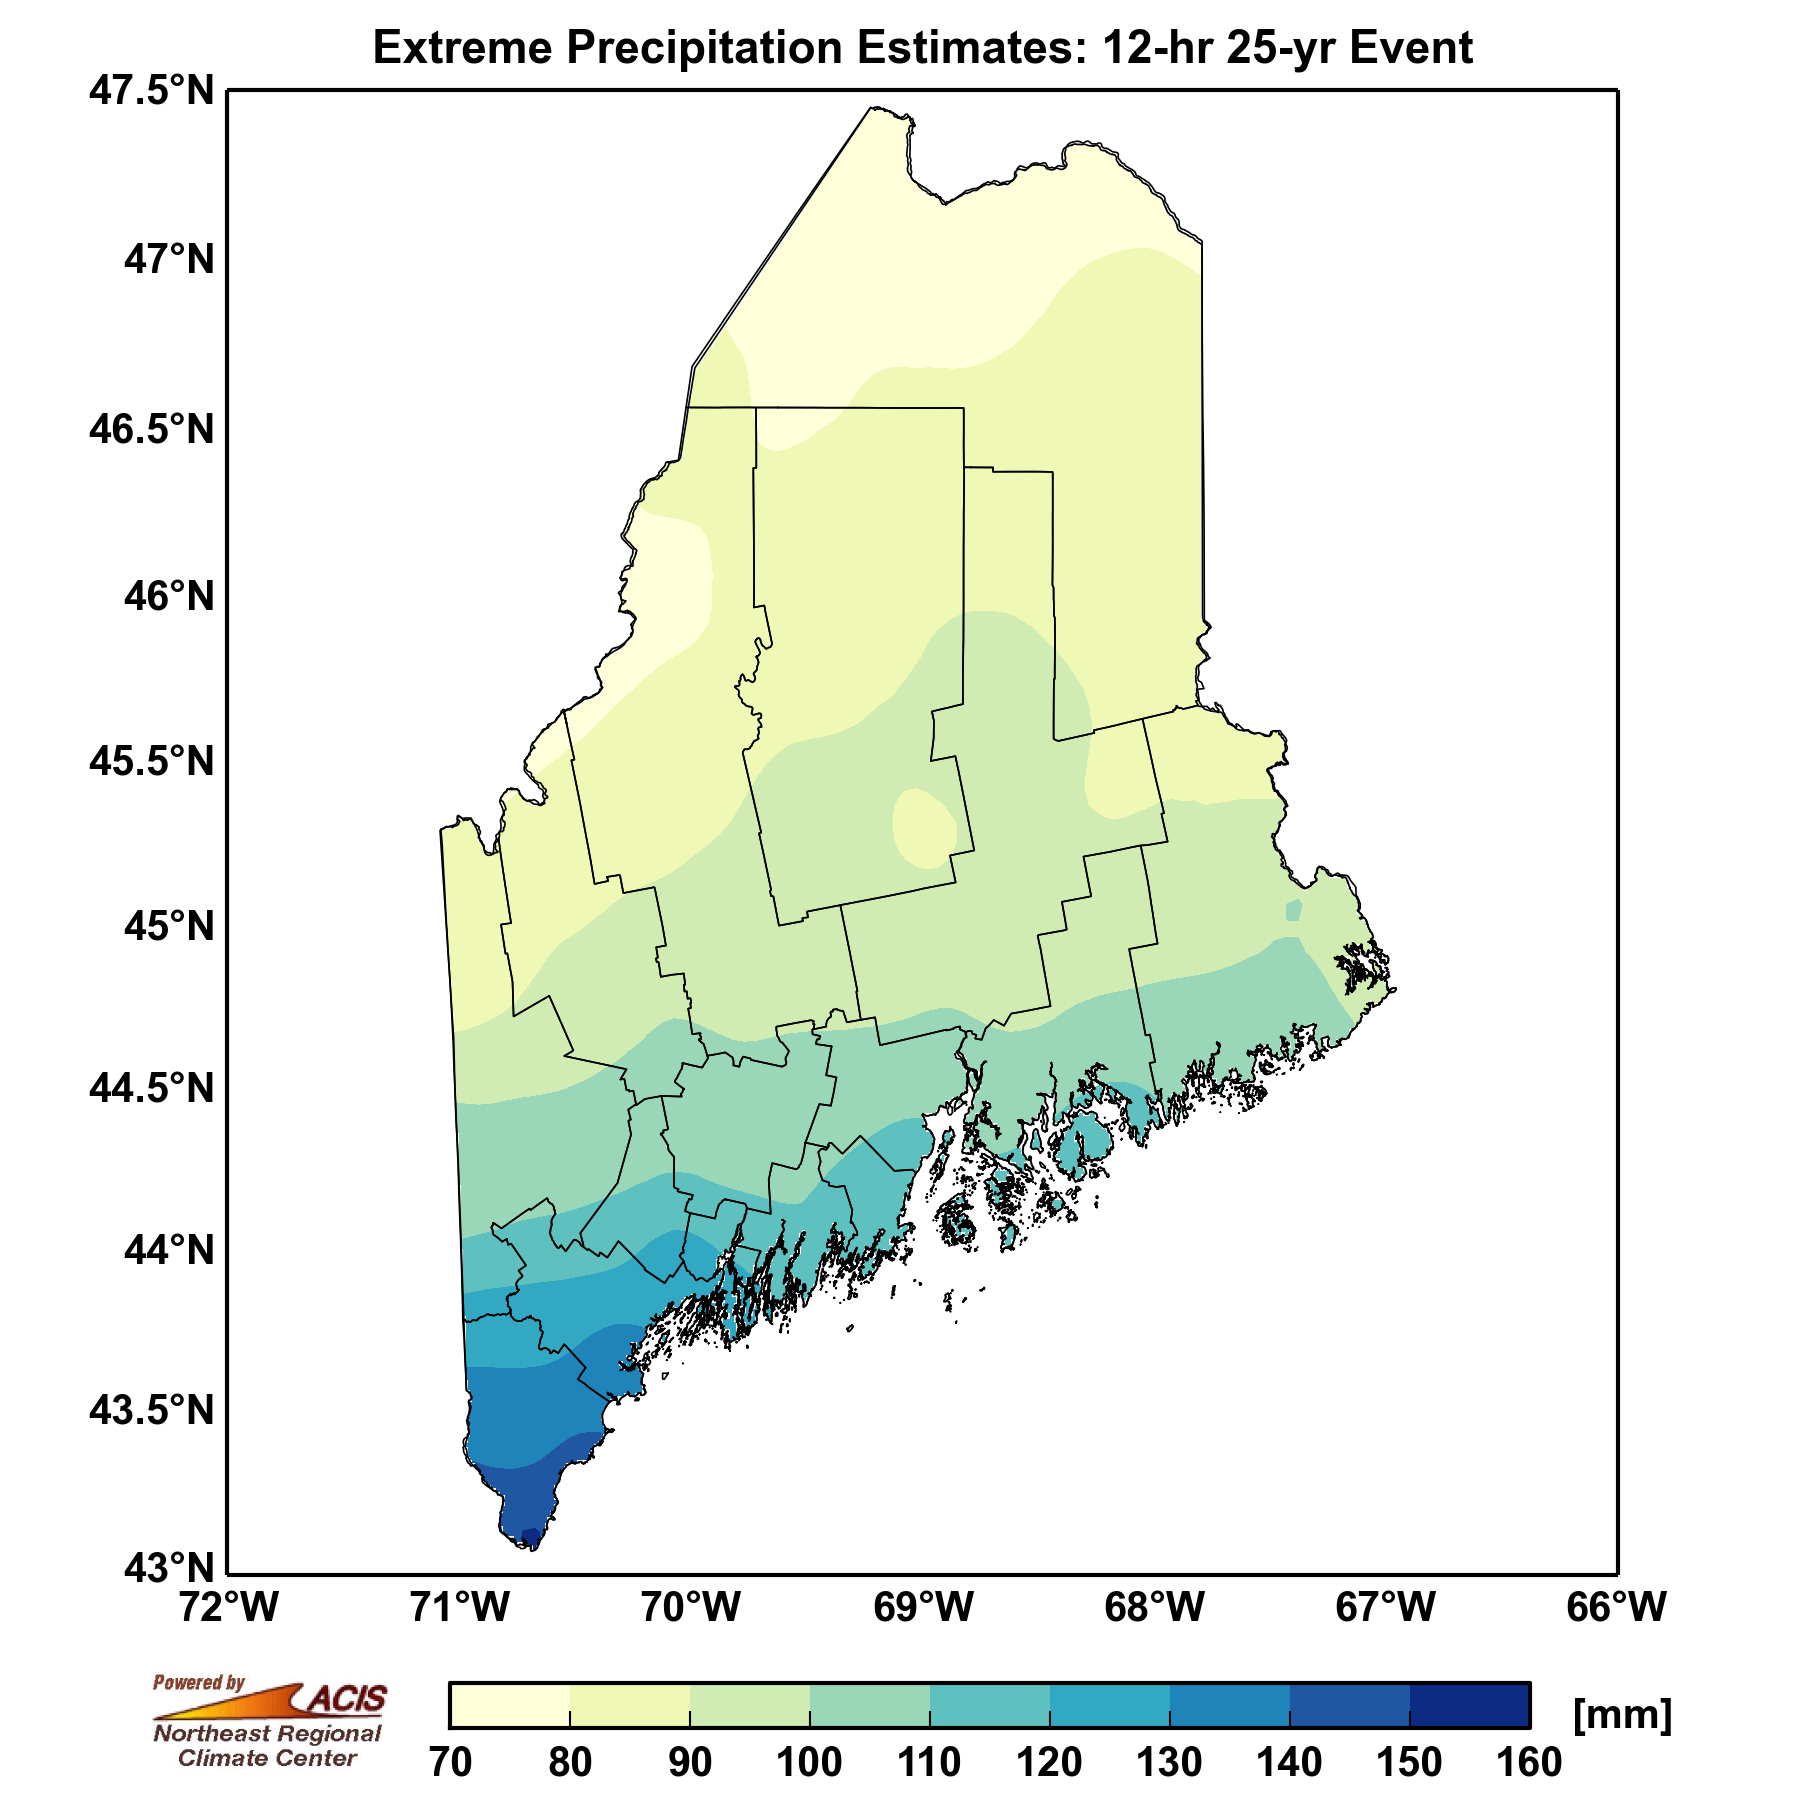 Extreme Precipitation Estimates: 12-hr 25-yr Event
47.5°N
47°N
46.5°N
46°N
45.5°N
45°N
44.5°N
44°N
43.5°N
43°N
72°W 71°W 70°W 69°W 68°W 67°W 66°W
Powered by
ACIS
Northeast Regional
Climate Center
[mm]
70 80 90 100 110 120 130 140 150 160